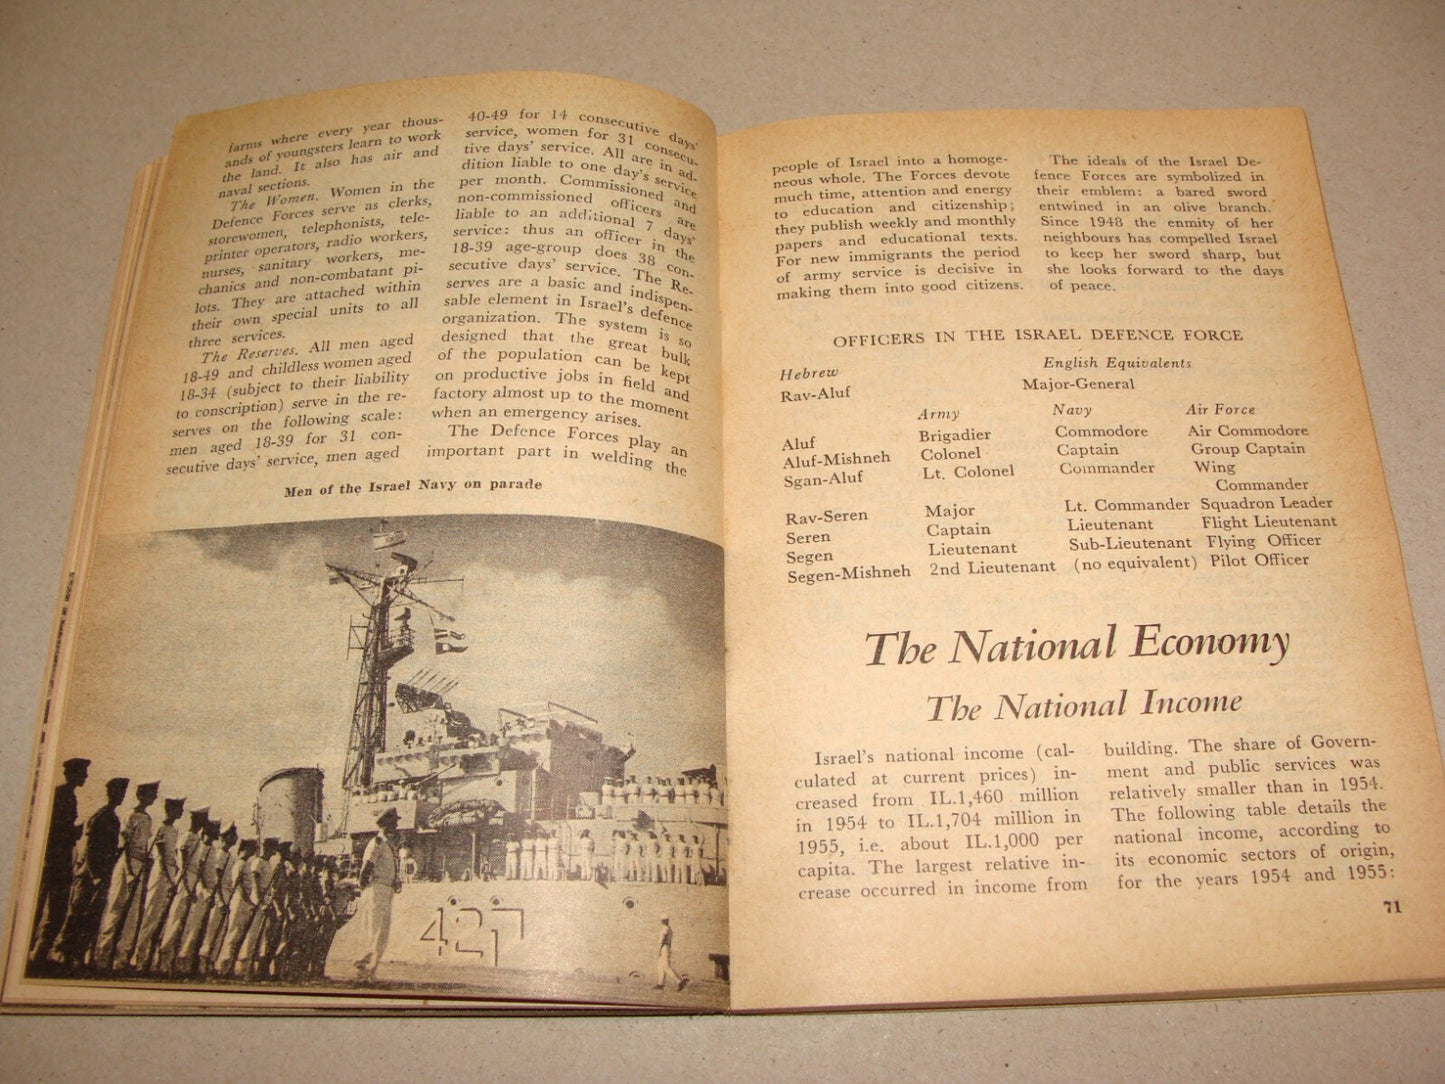 farms where every year thous-
ands of youngsters learn to work
the land. It also has air and
naval sections.
The Women. Women in the
Defence Forces serve as clerks,
storewomen, telephonists, tele-
printer operators, radio workers,
nurses, sanitary workers, me-
chanics and non-combatant pi-
lots. They are attached within
their own special units to all
three services.
The Reserves. All men aged
18-49 and childless women aged
18-34 (subject to their liability
to conscription) serve in the re-
serves on the following scale:
men aged 18-39 for 31 con-
secutive days' service, men aged
40-49 for 14 consecutive days'
service, women for 31 consecu-
tive days' service. All are in ad-
dition liable to one day's service
per month. Commissioned and
non-commissioned officers are
liable to an additional 7 days'
service: thus an officer in the
18-39 age-group does 38 con-
secutive days' service. The Re-
serves are a basic and indispen-
sable element in Israel's defence
organization. The system is so
designed that the great bulk
of the population can be kept
on productive jobs in field and
factory almost up to the moment
when an emergency arises.
The Defence Forces play an
important part in welding the
Men of the Israel Navy on parade
427
people of Israel into a homoge-
neous whole. The Forces devote
much time, attention and energy
to education and citizenship;
they publish weekly and monthly
papers and educational texts.
For new immigrants the period
of army service is decisive in
making them into good citizens.
The ideals of the Israel De-
fence Forces are symbolized in
their emblem: a bared sword
entwined in an olive branch.
Since 1948 the enmity of her
neighbours has compelled Israel
to keep her sword sharp, but
she looks forward to the days
of peace.
OFFICERS IN THE ISRAEL DEFENCE FORCE
Hebrew English Equivalents
Rav-Aluf Major-General
Army Navy Air Force
Aluf Brigadier Commodore Air Commodore
Aluf-Mishneh Colonel Captain Group Captain
Sgan-Aluf Lt. Colonel Commander Wing
Commander
Rav-Seren Major Lt. Commander Squadron Leader
Seren Captain Lieutenant Flight Lieutenant
Segen Lieutenant Sub-Lieutenant Flying Officer
Segen-Mishneh 2nd Lieutenant (no equivalent) Pilot Officer
The National Economy
The National Income
Israel's national income (cal-
culated at current prices) in-
creased from IL.1,460 million
in 1954 to IL.1,704 million in
1955, i.e. about IL.1,000 per
capita. The largest relative in-
crease occurred in income from
building. The share of Govern-
ment and public services was
relatively smaller than in 1954.
The following table details the
national income, according to
its economic sectors of origin,
for the years 1954 and 1955:
71